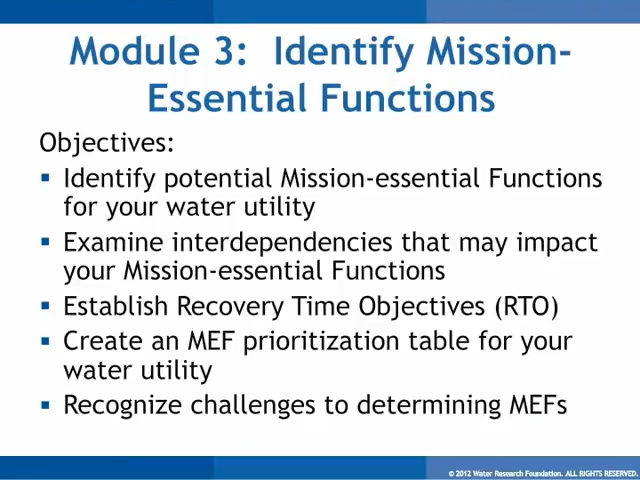 Module 3:  Identify Mission-
Essential Functions
Objectives:
▪ Identify potential Mission-essential Functions
for your water utility
▪ Examine interdependencies that may impact
your Mission-essential Functions
▪ Establish Recovery Time Objectives (RTO)
▪ Create an MEF prioritization table for your
water utility
▪ Recognize challenges to determining MEFs
© 2012 Water Research Foundation. ALL RIGHTS RESERVED.